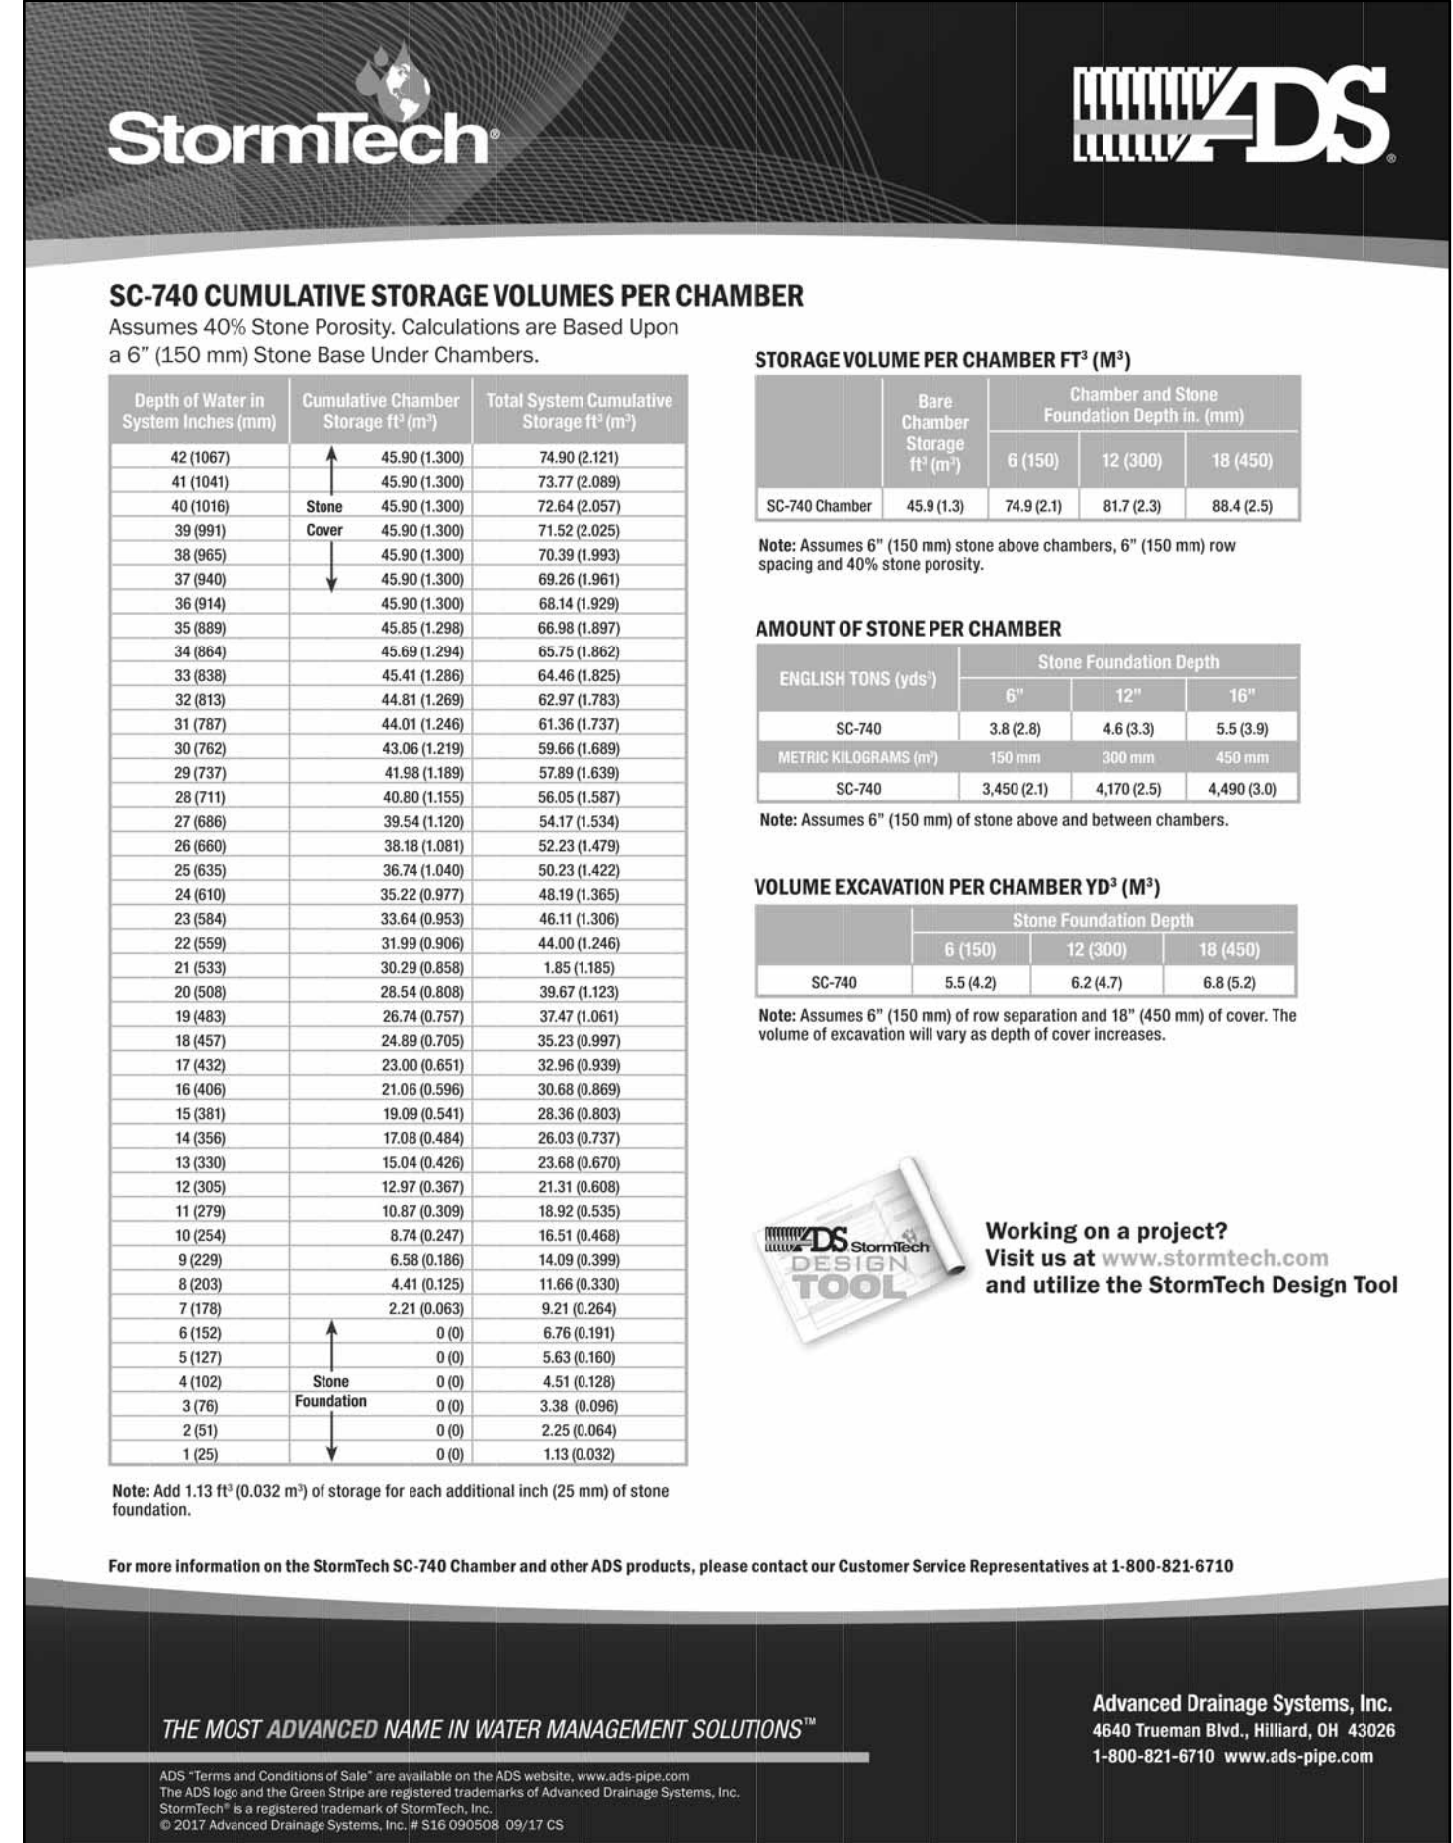 StormTech®
ADS®
SC-740 CUMULATIVE STORAGE VOLUMES PER CHAMBER
Assumes 40% Stone Porosity. Calculations are Based Upon
a 6” (150 mm) Stone Base Under Chambers.
Depth of Water in System Inches (mm) Cumulative Chamber Storage ft³ (m³) Total System Cumulative Storage ft³ (m³)
42 (1067) 45.90 (1.300) 74.90 (2.121)
41 (1041) 45.90 (1.300) 73.77 (2.089)
40 (1016) Stone 45.90 (1.300) 72.64 (2.057)
39 (991) Cover 45.90 (1.300) 71.52 (2.025)
38 (965) 45.90 (1.300) 70.39 (1.993)
37 (940) 45.90 (1.300) 69.26 (1.961)
36 (914) 45.90 (1.300) 68.14 (1.929)
35 (889) 45.85 (1.298) 66.98 (1.897)
34 (864) 45.69 (1.294) 65.75 (1.862)
33 (838) 45.41 (1.286) 64.46 (1.825)
32 (813) 44.81 (1.269) 62.97 (1.783)
31 (787) 44.01 (1.246) 61.36 (1.737)
30 (762) 43.06 (1.219) 59.66 (1.689)
29 (737) 41.98 (1.189) 57.89 (1.639)
28 (711) 40.80 (1.155) 56.05 (1.587)
27 (686) 39.54 (1.120) 54.17 (1.534)
26 (660) 38.18 (1.081) 52.23 (1.479)
25 (635) 36.74 (1.040) 50.23 (1.422)
24 (610) 35.22 (0.977) 48.19 (1.365)
23 (584) 33.64 (0.953) 46.11 (1.306)
22 (559) 31.99 (0.906) 44.00 (1.246)
21 (533) 30.29 (0.858) 1.85 (1.185)
20 (508) 28.54 (0.808) 39.67 (1.123)
19 (483) 26.74 (0.757) 37.47 (1.061)
18 (457) 24.89 (0.705) 35.23 (0.997)
17 (432) 23.00 (0.651) 32.96 (0.939)
16 (406) 21.06 (0.596) 30.68 (0.869)
15 (381) 19.09 (0.541) 28.36 (0.803)
14 (356) 17.08 (0.484) 26.03 (0.737)
13 (330) 15.04 (0.426) 23.68 (0.670)
12 (305) 12.97 (0.367) 21.31 (0.608)
11 (279) 10.87 (0.309) 18.92 (0.535)
10 (254) 8.74 (0.247) 16.51 (0.468)
9 (229) 6.58 (0.186) 14.09 (0.399)
8 (203) 4.41 (0.125) 11.66 (0.330)
7 (178) 2.21 (0.063) 9.21 (0.264)
6 (152) 0 (0) 6.76 (0.191)
5 (127) 0 (0) 5.63 (0.160)
4 (102) Stone 0 (0) 4.51 (0.128)
3 (76) Foundation 0 (0) 3.38 (0.096)
2 (51) 0 (0) 2.25 (0.064)
1 (25) 0 (0) 1.13 (0.032)
Note: Add 1.13 ft³ (0.032 m³) of storage for each additional inch (25 mm) of stone
foundation.
STORAGE VOLUME PER CHAMBER FT³ (M³)
Bare Chamber Storage ft³ (m³) Chamber and Stone Foundation Depth in. (mm)
6 (150) 12 (300) 18 (450)
SC-740 Chamber 45.9 (1.3) 74.9 (2.1) 81.7 (2.3) 88.4 (2.5)
Note: Assumes 6” (150 mm) stone above chambers, 6” (150 mm) row
spacing and 40% stone porosity.
AMOUNT OF STONE PER CHAMBER
ENGLISH TONS (yds³) Stone Foundation Depth
6” 12” 16”
SC-740 3.8 (2.8) 4.6 (3.3) 5.5 (3.9)
METRIC KILOGRAMS (m³) 150 mm 300 mm 450 mm
SC-740 3,450 (2.1) 4,170 (2.5) 4,490 (3.0)
Note: Assumes 6” (150 mm) of stone above and between chambers.
VOLUME EXCAVATION PER CHAMBER YD³ (M³)
Stone Foundation Depth
6 (150) 12 (300) 18 (450)
SC-740 5.5 (4.2) 6.2 (4.7) 6.8 (5.2)
Note: Assumes 6” (150 mm) of row separation and 18” (450 mm) of cover. The
volume of excavation will vary as depth of cover increases.
ADS StormTech
DESIGN
TOOL
Working on a project?
Visit us at www.stormtech.com
and utilize the StormTech Design Tool
For more information on the StormTech SC-740 Chamber and other ADS products, please contact our Customer Service Representatives at 1-800-821-6710
THE MOST ADVANCED NAME IN WATER MANAGEMENT SOLUTIONS™
ADS “Terms and Conditions of Sale” are available on the ADS website, www.ads-pipe.com
The ADS logo and the Green Stripe are registered trademarks of Advanced Drainage Systems, Inc.
StormTech® is a registered trademark of StormTech, Inc.
© 2017 Advanced Drainage Systems, Inc. # S16 090508 09/17 CS
Advanced Drainage Systems, Inc.
4640 Trueman Blvd., Hilliard, OH 43026
1-800-821-6710 www.ads-pipe.com